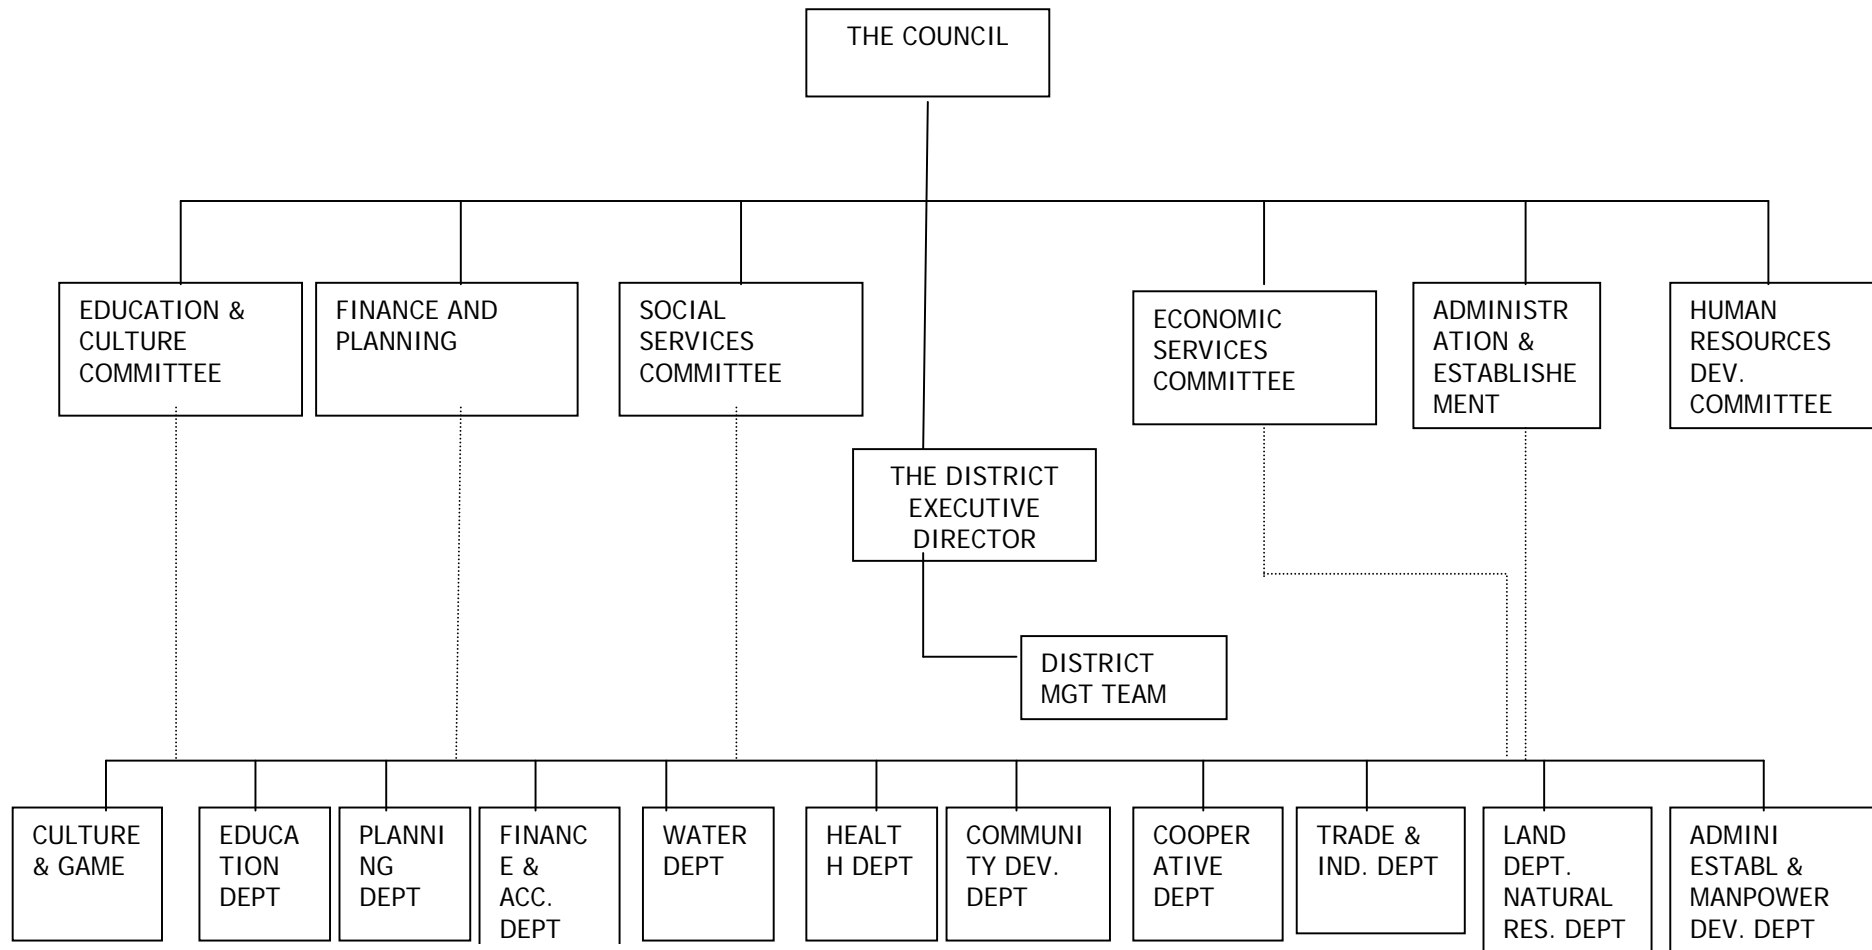 THE COUNCIL
EDUCATION &
CULTURE
COMMITTEE
FINANCE AND
PLANNING
SOCIAL
SERVICES
COMMITTEE
ECONOMIC
SERVICES
COMMITTEE
ADMINISTR
ATION &
ESTABLISHE
MENT
HUMAN
RESOURCES
DEV.
COMMITTEE
THE DISTRICT
EXECUTIVE
DIRECTOR
DISTRICT
MGT TEAM
CULTURE
& GAME
EDUCA
TION
DEPT
PLANNI
NG
DEPT
FINANC
E &
ACC.
DEPT
WATER
DEPT
HEALT
H DEPT
COMMUNI
TY DEV.
DEPT
COOPER
ATIVE
DEPT
TRADE &
IND. DEPT
LAND
DEPT.
NATURAL
RES. DEPT
ADMINI
ESTABL &
MANPOWER
DEV. DEPT